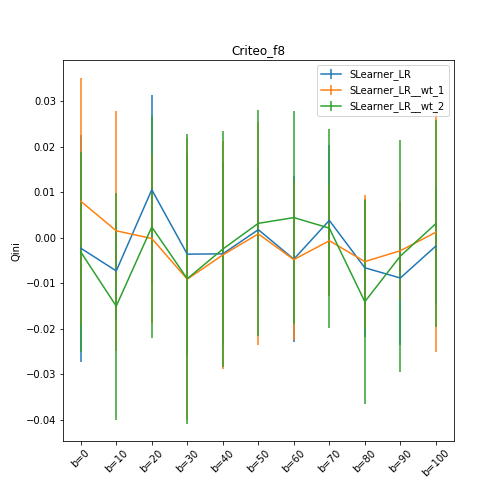 Criteo_f8
SLearner_LR
SLearner_LR__wt_1
SLearner_LR__wt_2
Qini
0.03
0.02
0.01
0.00
−0.01
−0.02
−0.03
−0.04
b=0
b=10
b=20
b=30
b=40
b=50
b=60
b=70
b=80
b=90
b=100